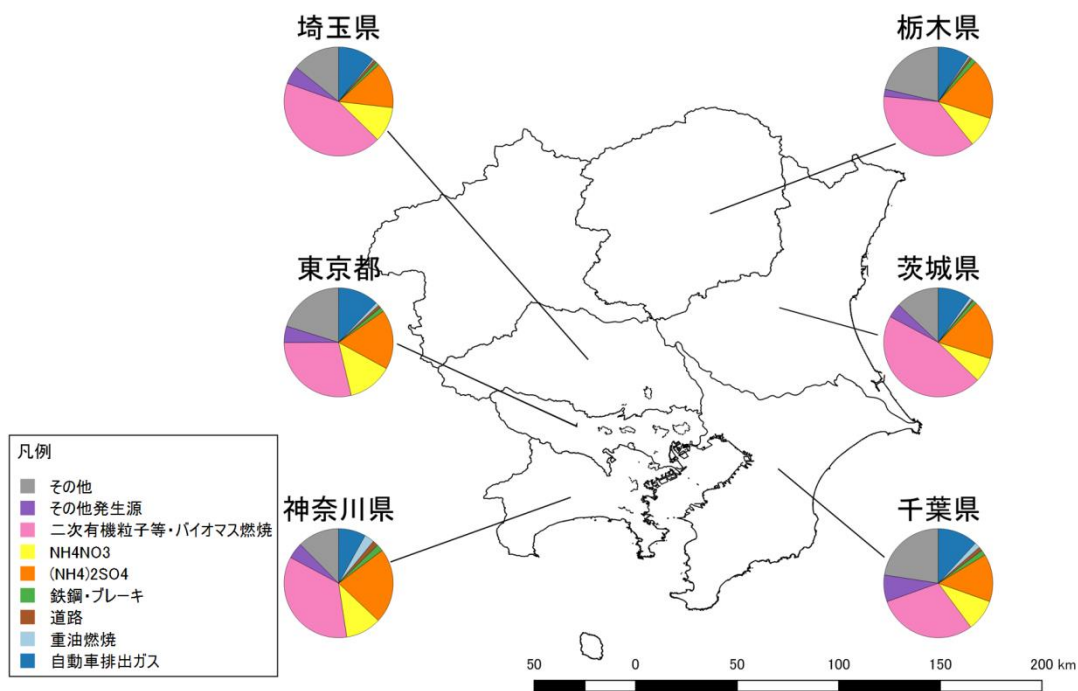 埼玉県
栃木県
東京都
茨城県
神奈川県
千葉県
凡例
その他
その他発生源
二次有機粒子等・バイオマス燃焼
NH4NO3
(NH4)2SO4
鉄鋼・ブレーキ
道路
重油燃焼
自動車排出ガス
50 0 50 100 150 200 km